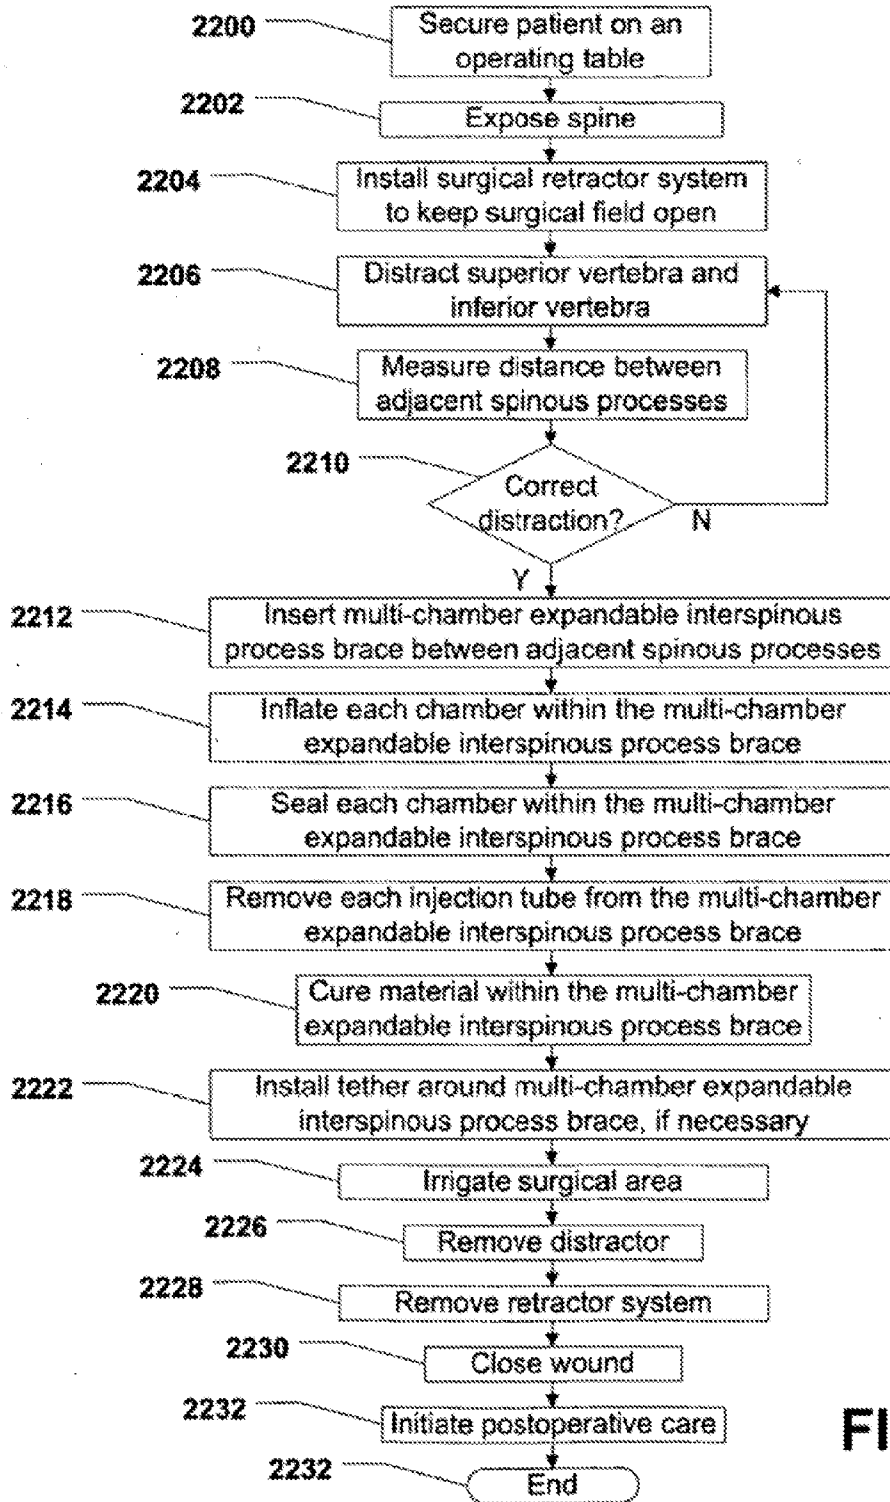 2200
Secure patient on an
operating table
2202
Expose spine
2204
Install surgical retractor system
to keep surgical field open
2206
Distract superior vertebra and
inferior vertebra
2208
Measure distance between
adjacent spinous processes
2210
Correct
distraction?
N
Y
2212
Insert multi-chamber expandable interspinous
process brace between adjacent spinous processes
2214
Inflate each chamber within the multi-chamber
expandable interspinous process brace
2216
Seal each chamber within the multi-chamber
expandable interspinous process brace
2218
Remove each injection tube from the multi-chamber
expandable interspinous process brace
2220
Cure material within the multi-chamber
expandable interspinous process brace
2222
Install tether around multi-chamber expandable
interspinous process brace, if necessary
2224
Irrigate surgical area
2226
Remove distractor
2228
Remove retractor system
2230
Close wound
2232
Initiate postoperative care
FI
2232
End